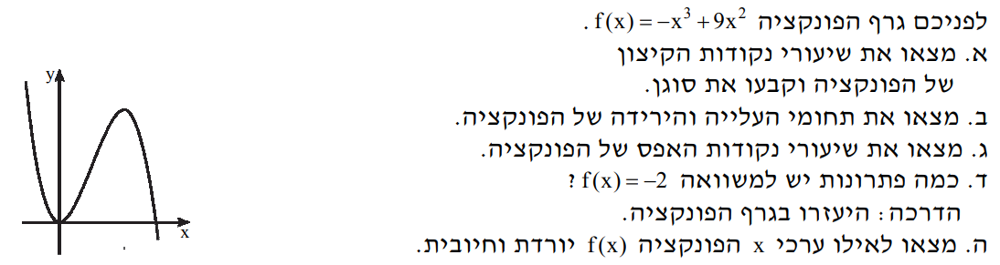 לפניכם גרף הפונקציה f(x) = −x³ + 9x² .
א. מצאו את שיעורי נקודות הקיצון
של הפונקציה וקבעו את סוגן.
ב. מצאו את תחומי העלייה והירידה של הפונקציה.
ג. מצאו את שיעורי נקודות האפס של הפונקציה.
ד. כמה פתרונות יש למשוואה f(x) = −2 ?
הדרכה: היעזרו בגרף הפונקציה.
ה. מצאו לאילו ערכי x הפונקציה f(x) יורדת וחיובית.
y
x